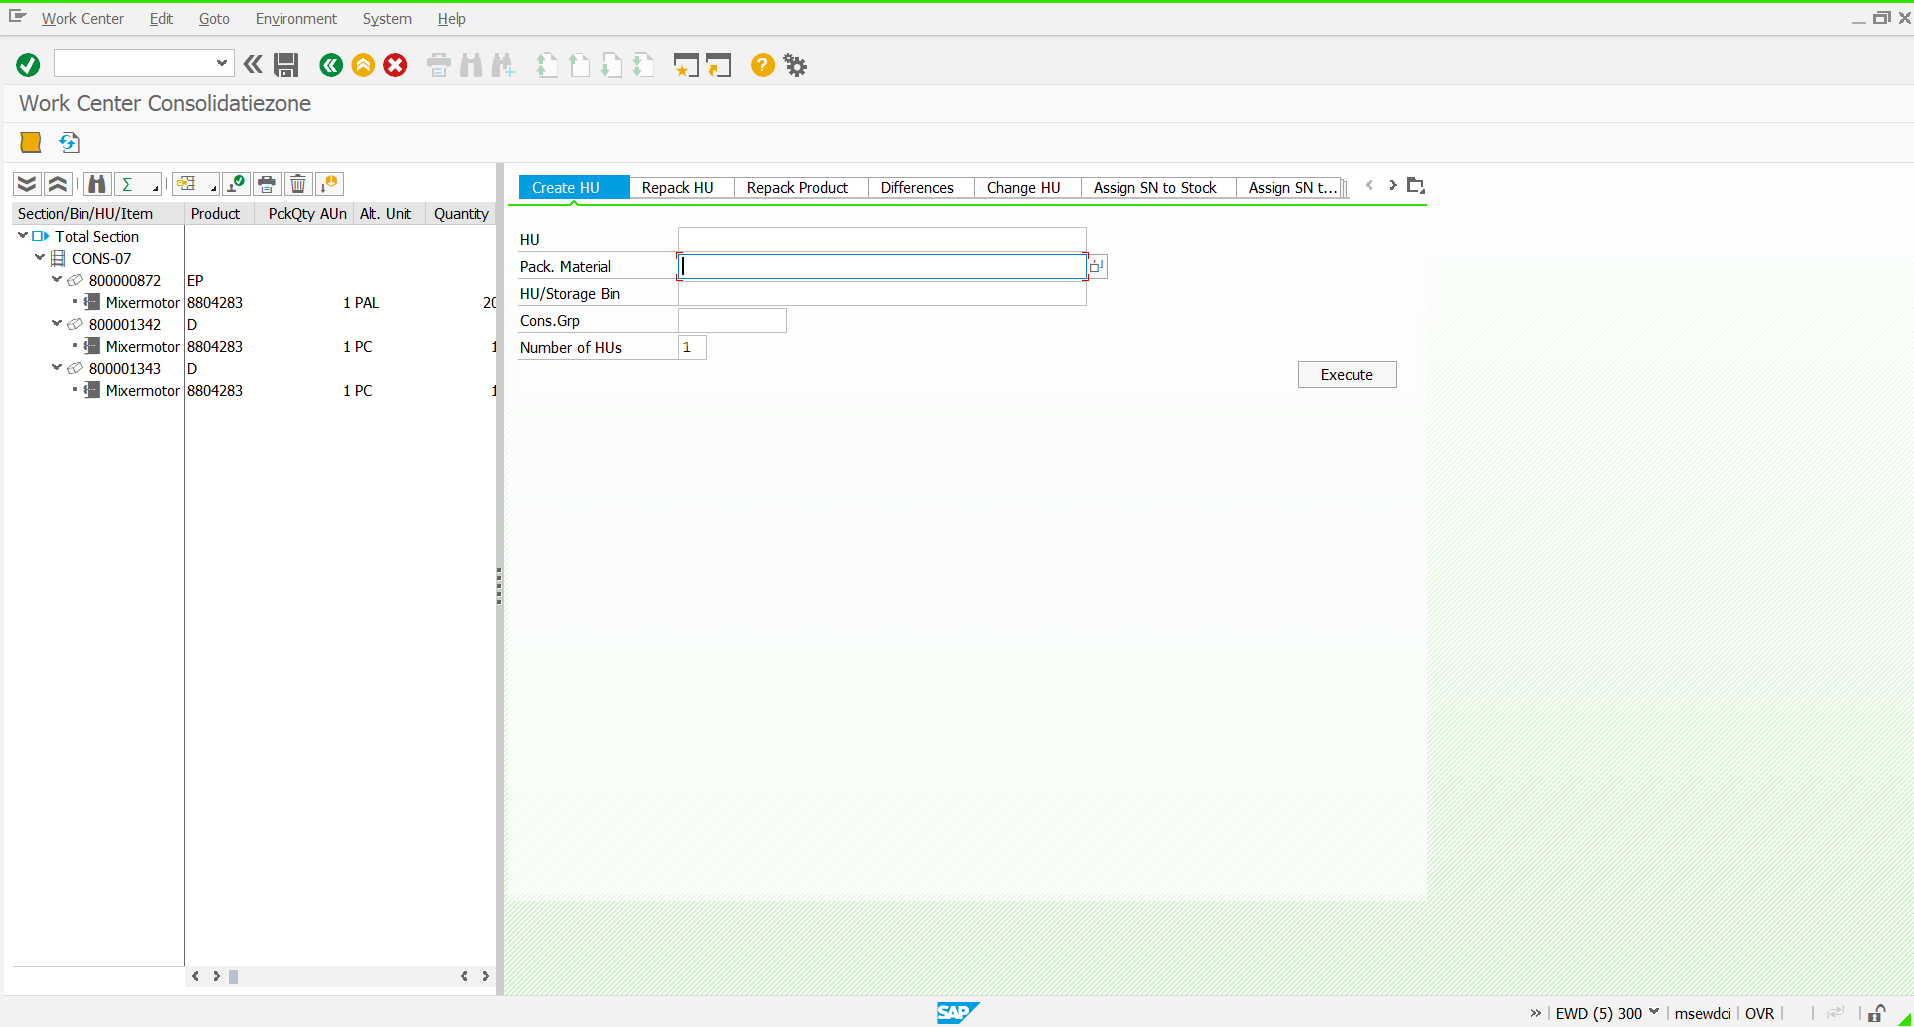 Work Center Edit Goto Environment System Help
Work Center Consolidatiezone
Section/Bin/HU/Item Product PckQty AUn Alt. Unit Quantity
Total Section
CONS-07
800000872 EP
Mixermotor 8804283 1 PAL 20
800001342 D
Mixermotor 8804283 1 PC 1
800001343 D
Mixermotor 8804283 1 PC 1
Create HU Repack HU Repack Product Differences Change HU Assign SN to Stock Assign SN t...
HU
Pack. Material
HU/Storage Bin
Cons.Grp
Number of HUs 1
Execute
SAP
EWD (5) 300 msewdci OVR